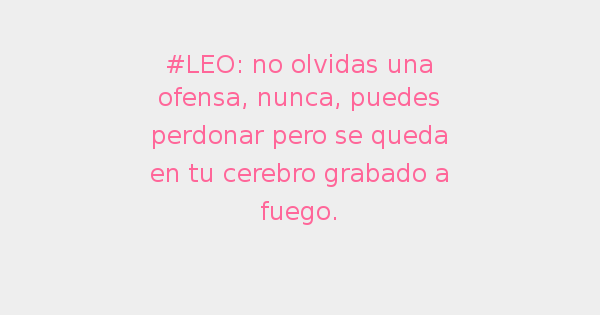 #LEO: no olvidas una
ofensa, nunca, puedes
perdonar pero se queda
en tu cerebro grabado a
fuego.